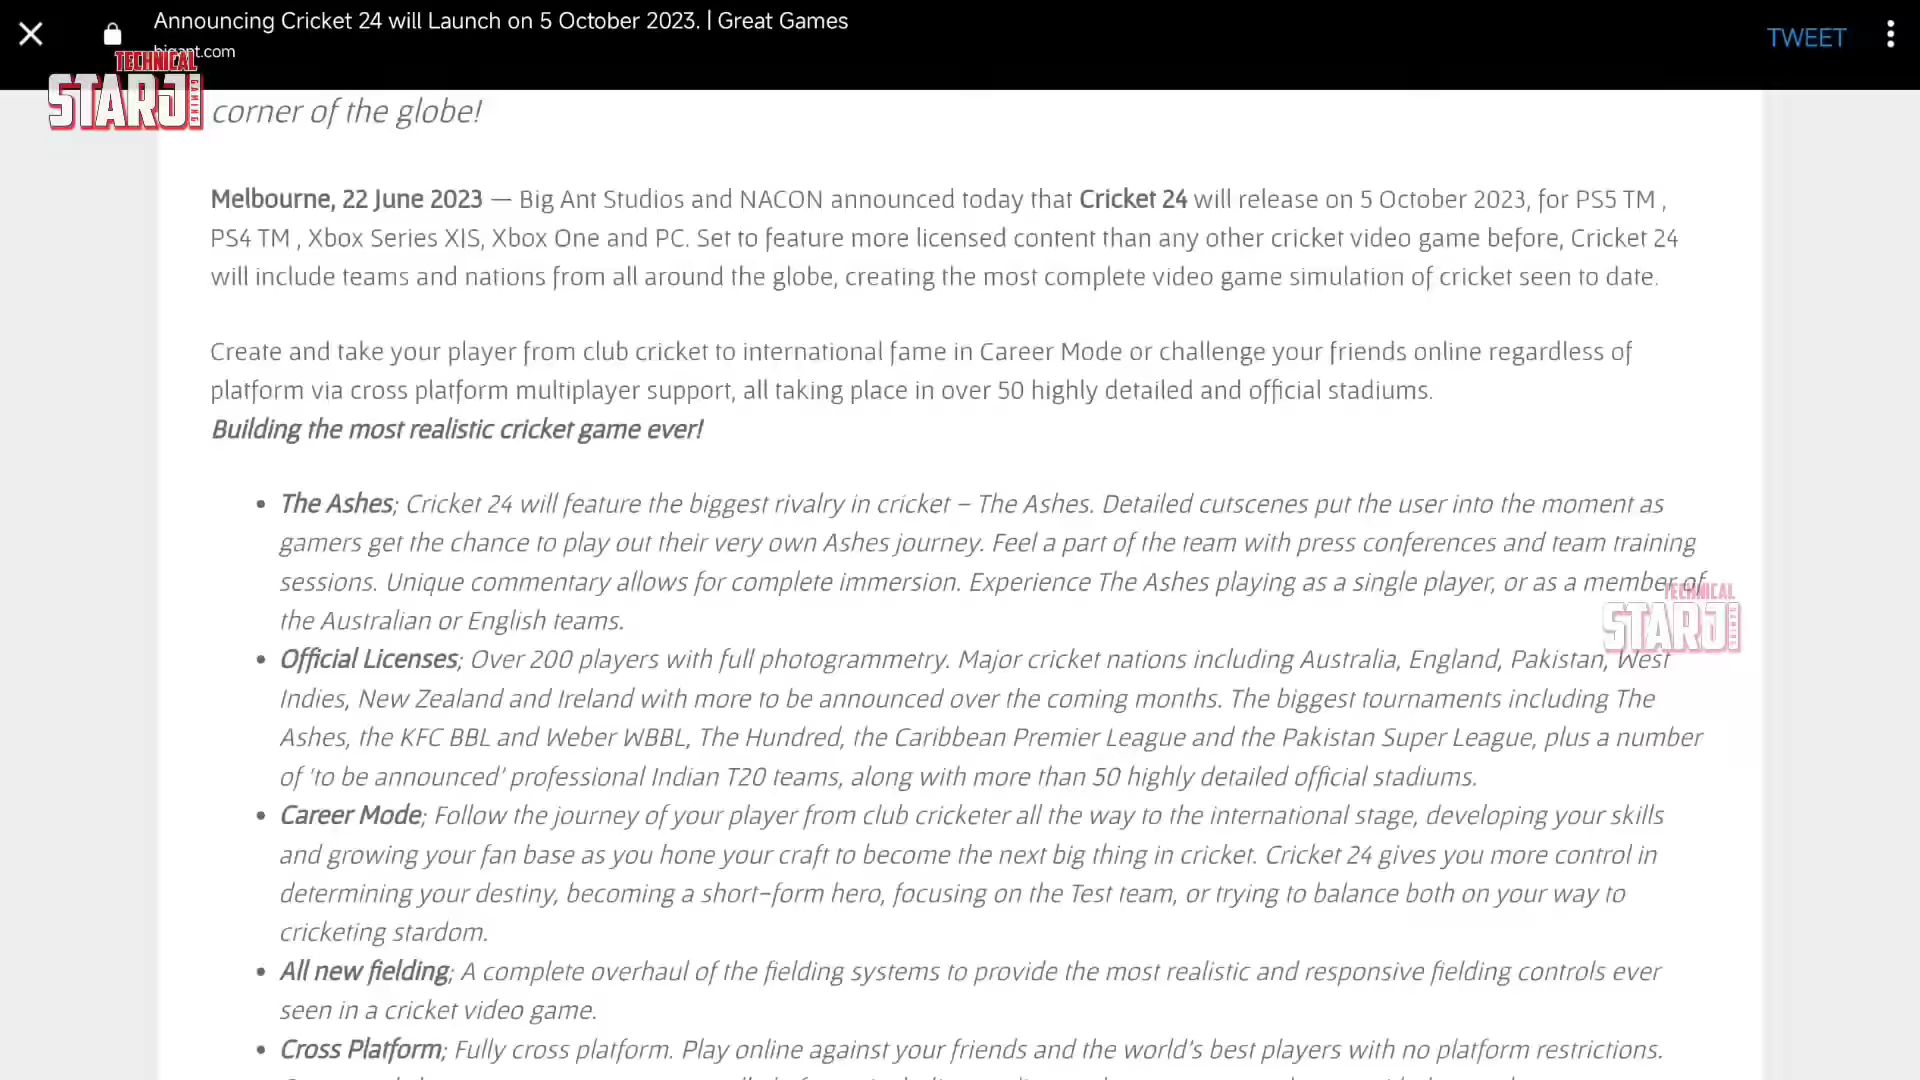 Announcing Cricket 24 will Launch on 5 October 2023. | Great Games
bigant.com
TWEET
TECHNICAL
STARJI
GAMING
corner of the globe!
Melbourne, 22 June 2023 — Big Ant Studios and NACON announced today that Cricket 24 will release on 5 October 2023, for PS5 TM ,
PS4 TM , Xbox Series X|S, Xbox One and PC. Set to feature more licensed content than any other cricket video game before, Cricket 24
will include teams and nations from all around the globe, creating the most complete video game simulation of cricket seen to date.
Create and take your player from club cricket to international fame in Career Mode or challenge your friends online regardless of
platform via cross platform multiplayer support, all taking place in over 50 highly detailed and official stadiums.
Building the most realistic cricket game ever!
• The Ashes; Cricket 24 will feature the biggest rivalry in cricket – The Ashes. Detailed cutscenes put the user into the moment as
gamers get the chance to play out their very own Ashes journey. Feel a part of the team with press conferences and team training
sessions. Unique commentary allows for complete immersion. Experience The Ashes playing as a single player, or as a member of
the Australian or English teams.
TECHNICAL
STARJI
GAMING
• Official Licenses; Over 200 players with full photogrammetry. Major cricket nations including Australia, England, Pakistan, West
Indies, New Zealand and Ireland with more to be announced over the coming months. The biggest tournaments including The
Ashes, the KFC BBL and Weber WBBL, The Hundred, the Caribbean Premier League and the Pakistan Super League, plus a number
of 'to be announced' professional Indian T20 teams, along with more than 50 highly detailed official stadiums.
• Career Mode; Follow the journey of your player from club cricketer all the way to the international stage, developing your skills
and growing your fan base as you hone your craft to become the next big thing in cricket. Cricket 24 gives you more control in
determining your destiny, becoming a short–form hero, focusing on the Test team, or trying to balance both on your way to
cricketing stardom.
• All new fielding; A complete overhaul of the fielding systems to provide the most realistic and responsive fielding controls ever
seen in a cricket video game.
• Cross Platform; Fully cross platform. Play online against your friends and the world's best players with no platform restrictions.